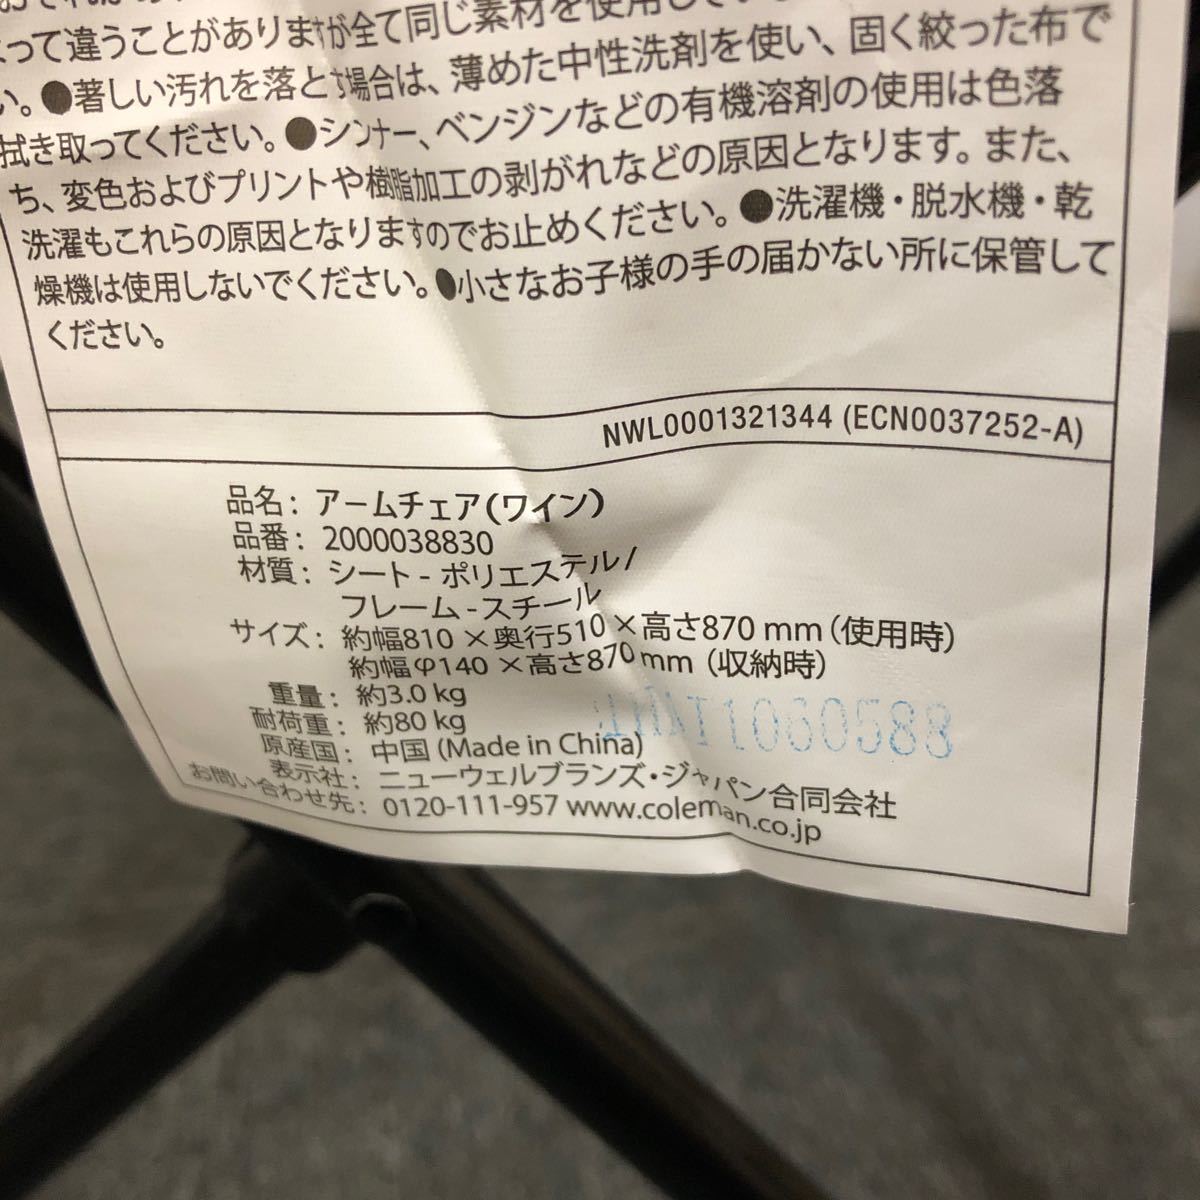 って違うことがありますが全て同じ素材を使用し
い。●著しい汚れを落とす場合は、薄めた中性洗剤を使い、固く絞った布で
拭き取ってください。●シンナー、ベンジンなどの有機溶剤の使用は色落
ち、変色およびプリントや樹脂加工の剥がれなどの原因となります。また、
洗濯もこれらの原因となりますのでお止めください。●洗濯機・脱水機・乾
燥機は使用しないでください。●小さなお子様の手の届かない所に保管して
ください。
NWL0001321344 (ECN0037252-A)
品名: アームチェア(ワイン)
品番: 2000038830
材質: シート - ポリエステル /
フレーム - スチール
サイズ: 約幅810 × 奥行510 × 高さ870 mm (使用時)
約幅φ140 × 高さ870 mm (収納時)
重量: 約3.0 kg
耐荷重: 約80 kg
1060588
原産国: 中国 (Made in China)
表示社: ニューウェルブランズ・ジャパン合同会社
お問い合わせ先: 0120-111-957 www.coleman.co.jp